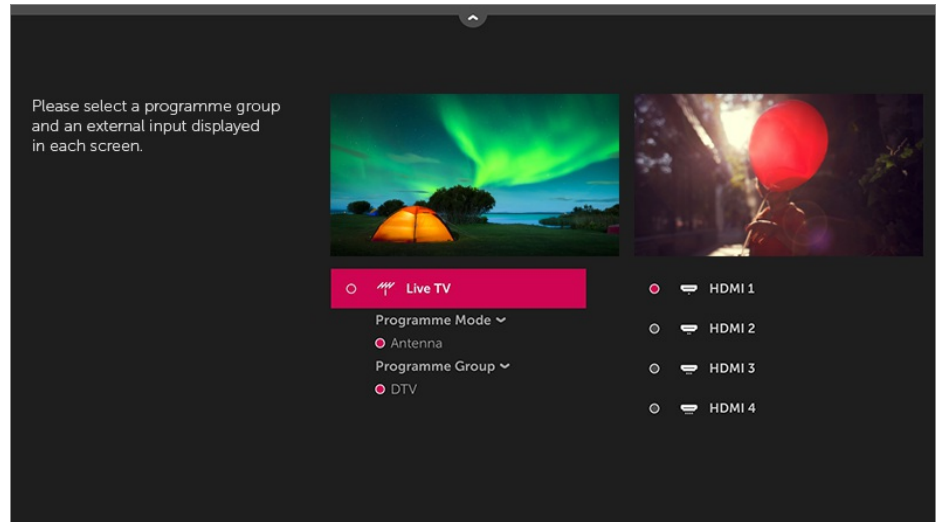 Please select a programme group
and an external input displayed
in each screen.
Live TV
Programme Mode
Antenna
Programme Group
DTV
HDMI 1
HDMI 2
HDMI 3
HDMI 4